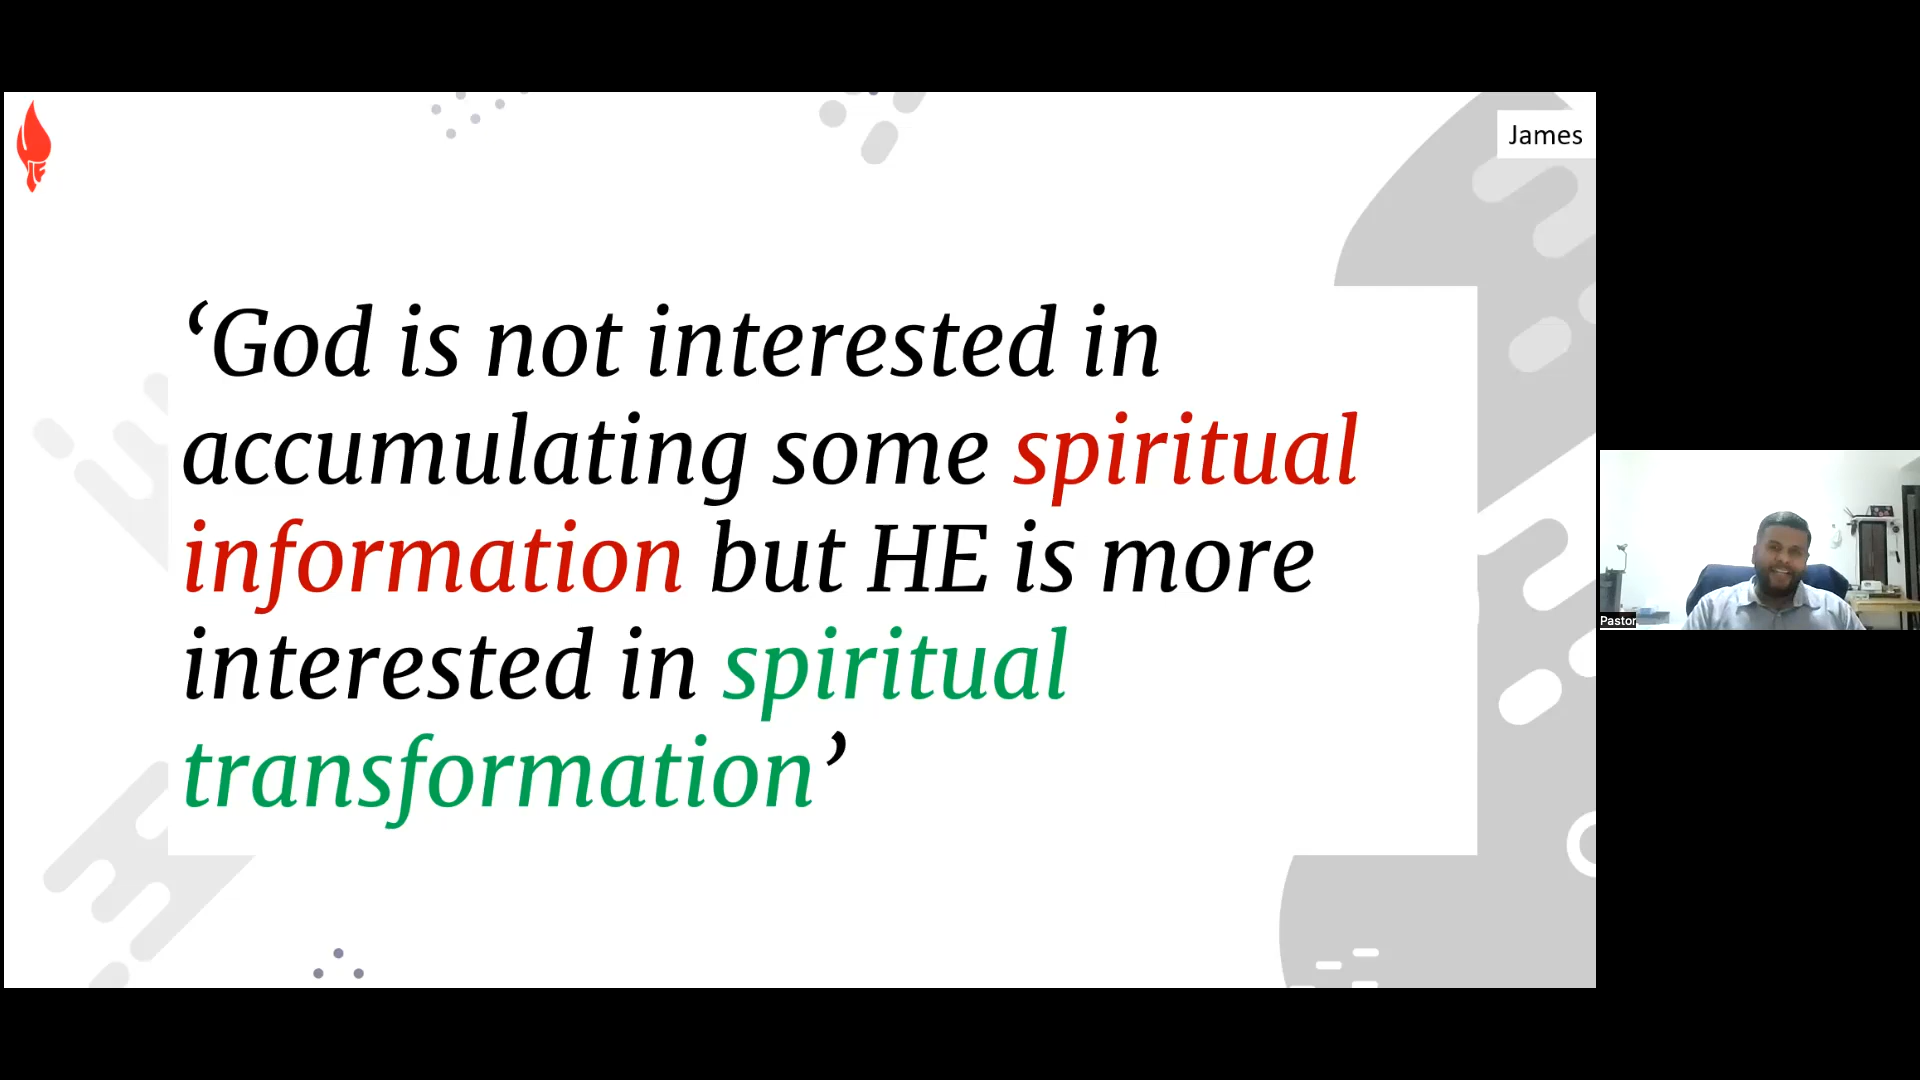 James
‘God is not interested in
accumulating some spiritual
information but HE is more
interested in spiritual
transformation’
Pastor